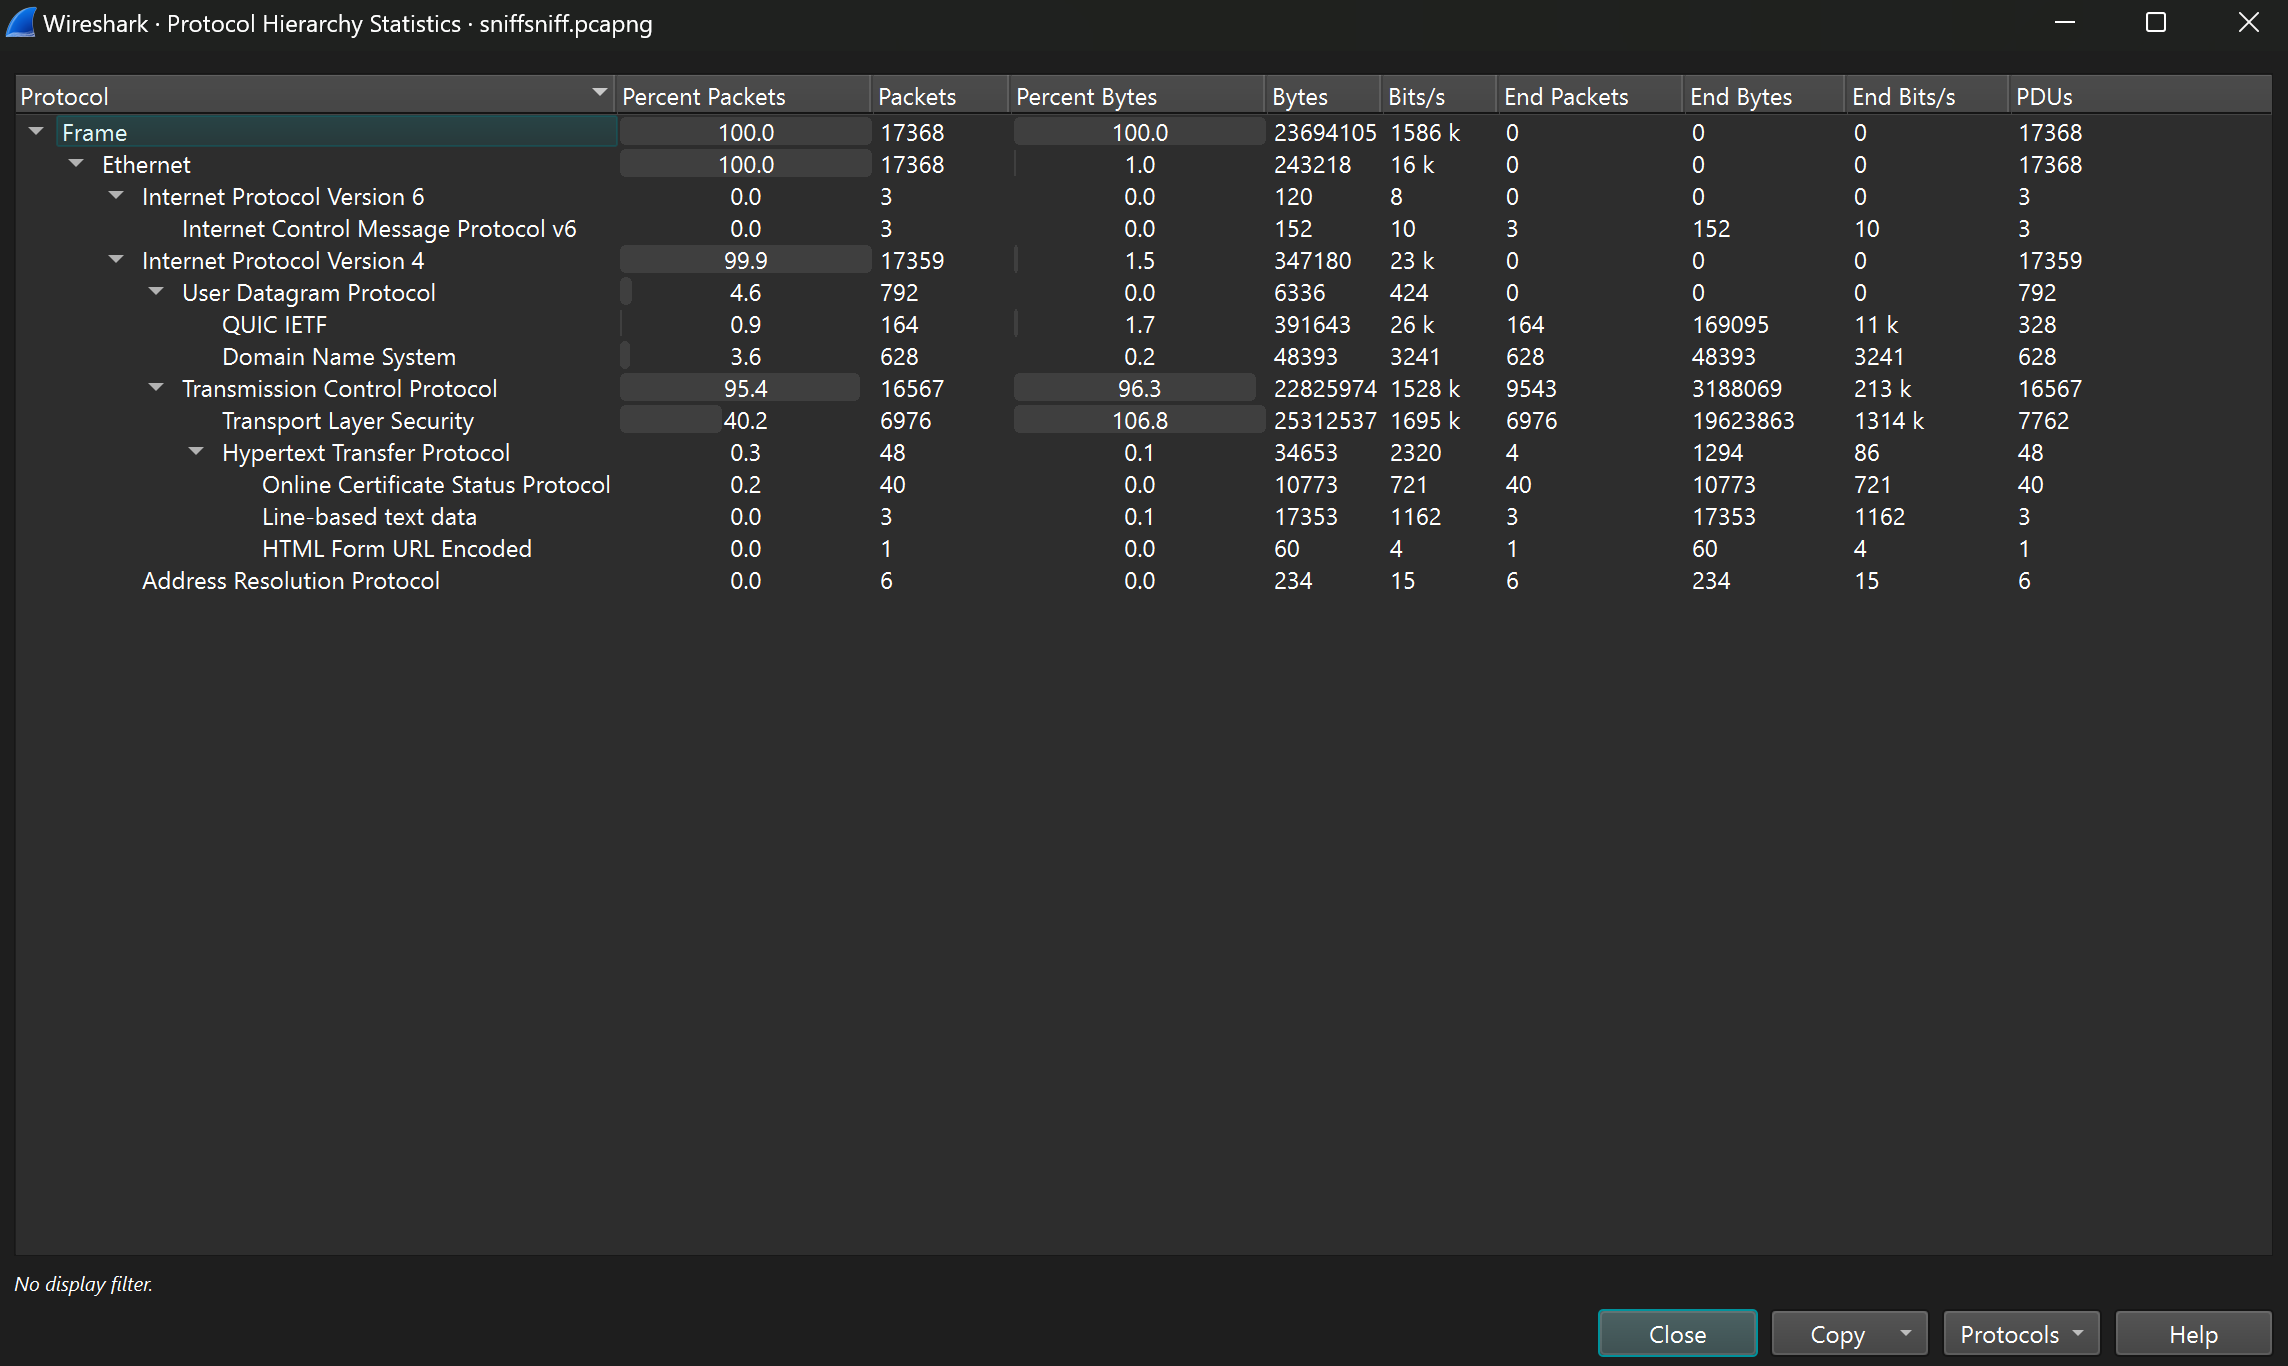 Wireshark · Protocol Hierarchy Statistics · sniffsniff.pcapng
Protocol Percent Packets Packets Percent Bytes Bytes Bits/s End Packets End Bytes End Bits/s PDUs
Frame 100.0 17368 100.0 23694105 1586 k 0 0 0 17368
Ethernet 100.0 17368 1.0 243218 16 k 0 0 0 17368
Internet Protocol Version 6 0.0 3 0.0 120 8 0 0 0 3
Internet Control Message Protocol v6 0.0 3 0.0 152 10 3 152 10 3
Internet Protocol Version 4 99.9 17359 1.5 347180 23 k 0 0 0 17359
User Datagram Protocol 4.6 792 0.0 6336 424 0 0 0 792
QUIC IETF 0.9 164 1.7 391643 26 k 164 169095 11 k 328
Domain Name System 3.6 628 0.2 48393 3241 628 48393 3241 628
Transmission Control Protocol 95.4 16567 96.3 22825974 1528 k 9543 3188069 213 k 16567
Transport Layer Security 40.2 6976 106.8 25312537 1695 k 6976 19623863 1314 k 7762
Hypertext Transfer Protocol 0.3 48 0.1 34653 2320 4 1294 86 48
Online Certificate Status Protocol 0.2 40 0.0 10773 721 40 10773 721 40
Line-based text data 0.0 3 0.1 17353 1162 3 17353 1162 3
HTML Form URL Encoded 0.0 1 0.0 60 4 1 60 4 1
Address Resolution Protocol 0.0 6 0.0 234 15 6 234 15 6
No display filter.
Close Copy Protocols Help